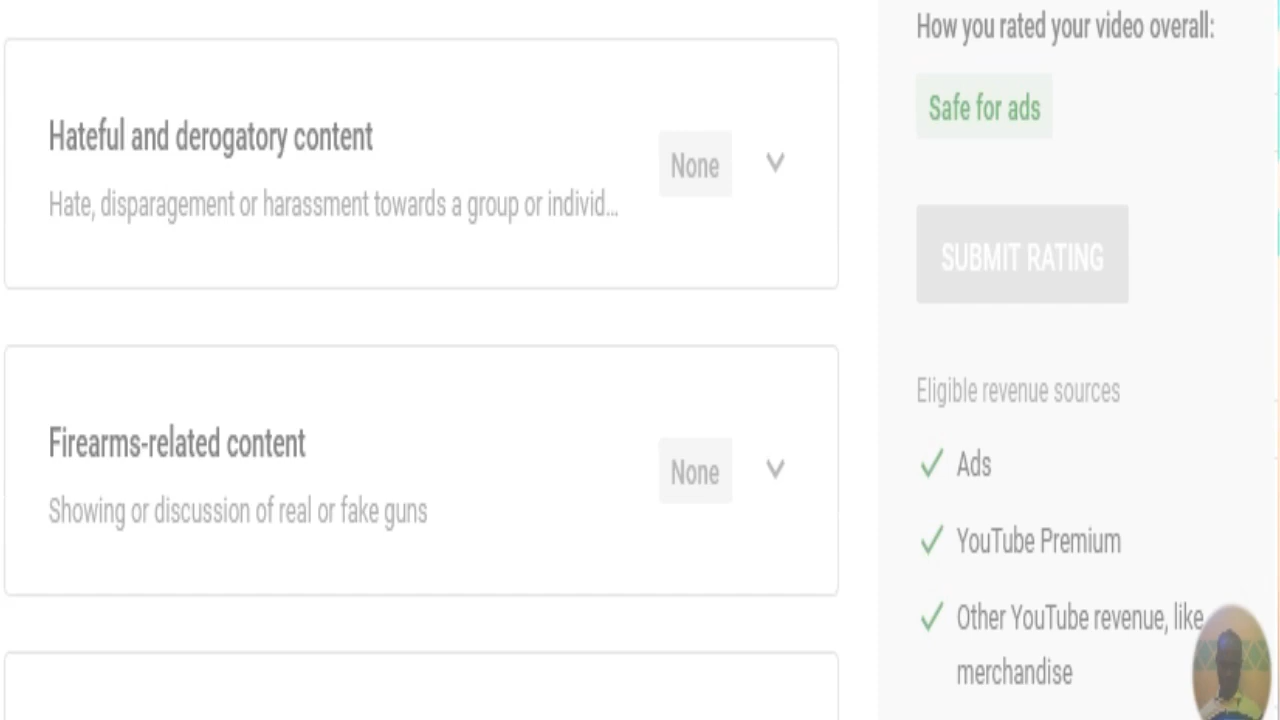 Hateful and derogatory content
None
Hate, disparagement or harassment towards a group or individ...
Firearms-related content
None
Showing or discussion of real or fake guns
How you rated your video overall:
Safe for ads
SUBMIT RATING
Eligible revenue sources
Ads
YouTube Premium
Other YouTube revenue, like
merchandise